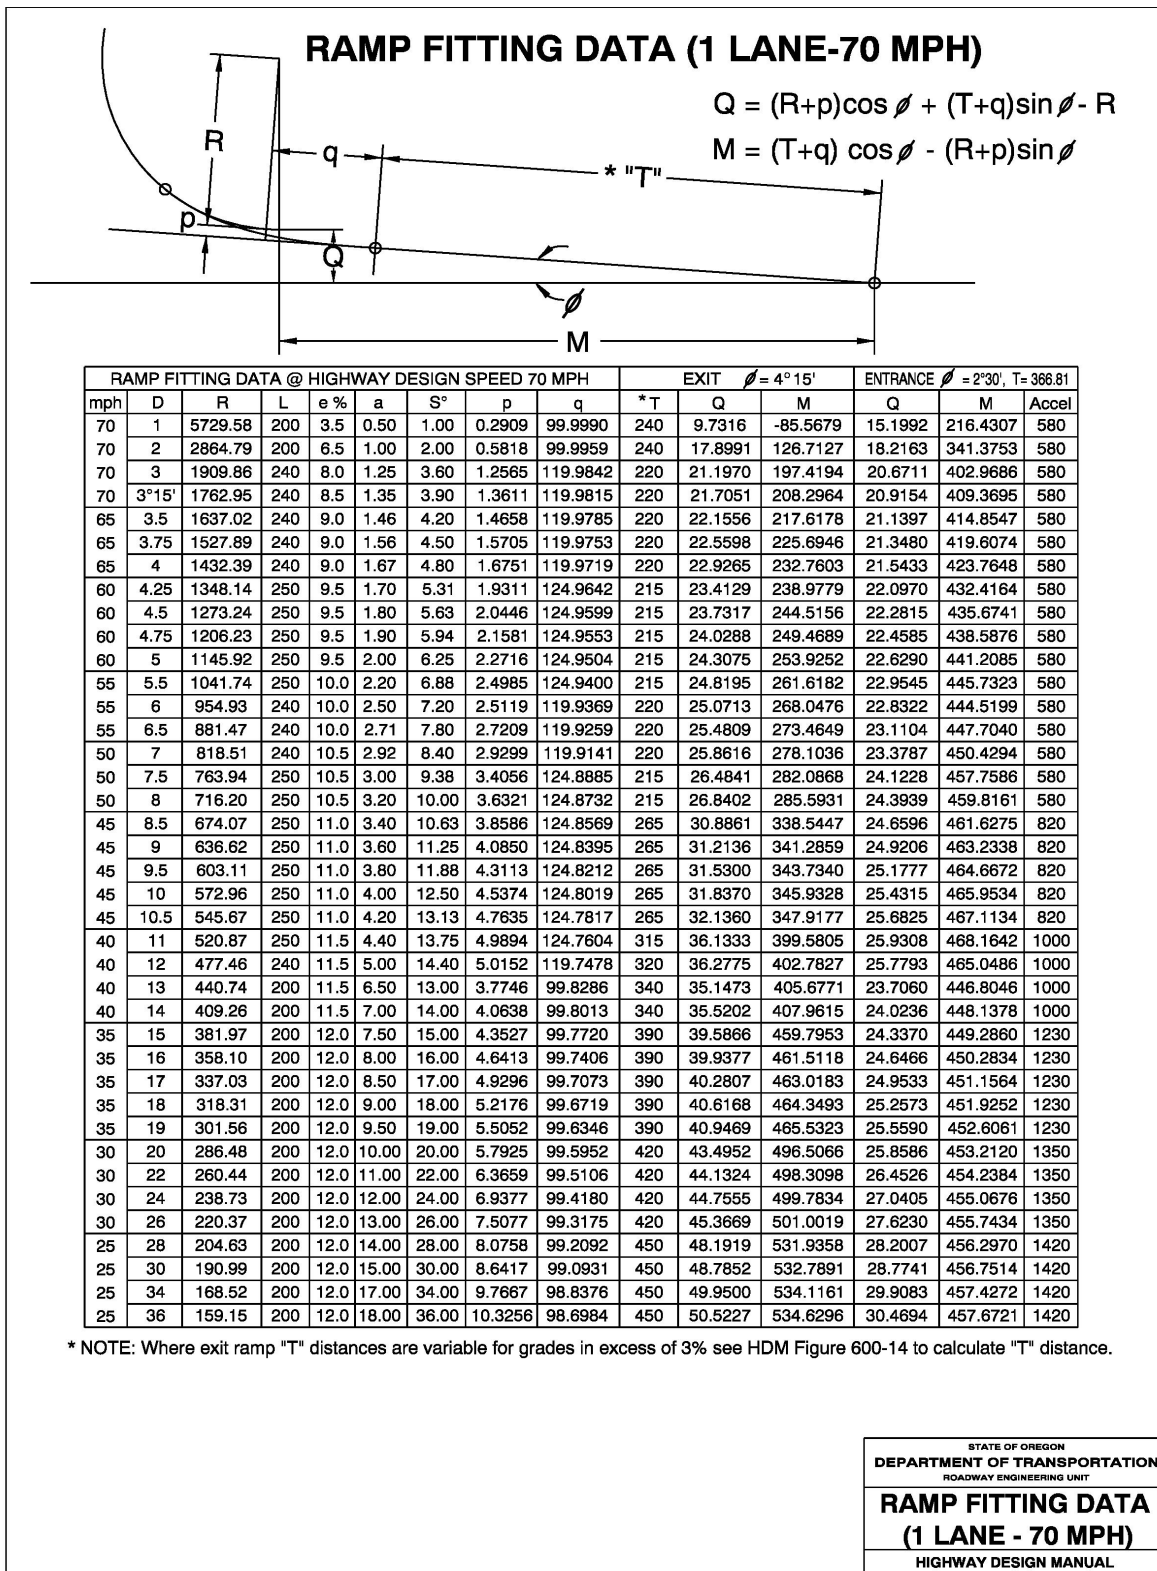 RAMP FITTING DATA (1 LANE-70 MPH)
Q = (R+p)cos ø + (T+q)sin ø - R
M = (T+q) cos ø - (R+p)sin ø
R
q
* "T"
p
Q
ø
M
RAMP FITTING DATA @ HIGHWAY DESIGN SPEED 70 MPH EXIT ø = 4° 15' ENTRANCE ø = 2°30', T= 366.81
mph D R L e % a S° p q * T Q M Q M Accel
70 1 5729.58 200 3.5 0.50 1.00 0.2909 99.9990 240 9.7316 -85.5679 15.1992 216.4307 580
70 2 2864.79 200 6.5 1.00 2.00 0.5818 99.9959 240 17.8991 126.7127 18.2163 341.3753 580
70 3 1909.86 240 8.0 1.25 3.60 1.2565 119.9842 220 21.1970 197.4194 20.6711 402.9686 580
70 3°15' 1762.95 240 8.5 1.35 3.90 1.3611 119.9815 220 21.7051 208.2964 20.9154 409.3695 580
65 3.5 1637.02 240 9.0 1.46 4.20 1.4658 119.9785 220 22.1556 217.6178 21.1397 414.8547 580
65 3.75 1527.89 240 9.0 1.56 4.50 1.5705 119.9753 220 22.5598 225.6946 21.3480 419.6074 580
65 4 1432.39 240 9.0 1.67 4.80 1.6751 119.9719 220 22.9265 232.7603 21.5433 423.7648 580
60 4.25 1348.14 250 9.5 1.70 5.31 1.9311 124.9642 215 23.4129 238.9779 22.0970 432.4164 580
60 4.5 1273.24 250 9.5 1.80 5.63 2.0446 124.9599 215 23.7317 244.5156 22.2815 435.6741 580
60 4.75 1206.23 250 9.5 1.90 5.94 2.1581 124.9553 215 24.0288 249.4689 22.4585 438.5876 580
60 5 1145.92 250 9.5 2.00 6.25 2.2716 124.9504 215 24.3075 253.9252 22.6290 441.2085 580
55 5.5 1041.74 250 10.0 2.20 6.88 2.4985 124.9400 215 24.8195 261.6182 22.9545 445.7323 580
55 6 954.93 240 10.0 2.50 7.20 2.5119 119.9369 220 25.0713 268.0476 22.8322 444.5199 580
55 6.5 881.47 240 10.0 2.71 7.80 2.7209 119.9259 220 25.4809 273.4649 23.1104 447.7040 580
50 7 818.51 240 10.5 2.92 8.40 2.9299 119.9141 220 25.8616 278.1036 23.3787 450.4294 580
50 7.5 763.94 250 10.5 3.00 9.38 3.4056 124.8885 215 26.4841 282.0868 24.1228 457.7586 580
50 8 716.20 250 10.5 3.20 10.00 3.6321 124.8732 215 26.8402 285.5931 24.3939 459.8161 580
45 8.5 674.07 250 11.0 3.40 10.63 3.8586 124.8569 265 30.8861 338.5447 24.6596 461.6275 820
45 9 636.62 250 11.0 3.60 11.25 4.0850 124.8395 265 31.2136 341.2859 24.9206 463.2338 820
45 9.5 603.11 250 11.0 3.80 11.88 4.3113 124.8212 265 31.5300 343.7340 25.1777 464.6672 820
45 10 572.96 250 11.0 4.00 12.50 4.5374 124.8019 265 31.8370 345.9328 25.4315 465.9534 820
45 10.5 545.67 250 11.0 4.20 13.13 4.7635 124.7817 265 32.1360 347.9177 25.6825 467.1134 820
40 11 520.87 250 11.5 4.40 13.75 4.9894 124.7604 315 36.1333 399.5805 25.9308 468.1642 1000
40 12 477.46 240 11.5 5.00 14.40 5.0152 119.7478 320 36.2775 402.7827 25.7793 465.0486 1000
40 13 440.74 200 11.5 6.50 13.00 3.7746 99.8286 340 35.1473 405.6771 23.7060 446.8046 1000
40 14 409.26 200 11.5 7.00 14.00 4.0638 99.8013 340 35.5202 407.9615 24.0236 448.1378 1000
35 15 381.97 200 12.0 7.50 15.00 4.3527 99.7720 390 39.5866 459.7953 24.3370 449.2860 1230
35 16 358.10 200 12.0 8.00 16.00 4.6413 99.7406 390 39.9377 461.5118 24.6466 450.2834 1230
35 17 337.03 200 12.0 8.50 17.00 4.9296 99.7073 390 40.2807 463.0183 24.9533 451.1564 1230
35 18 318.31 200 12.0 9.00 18.00 5.2176 99.6719 390 40.6168 464.3493 25.2573 451.9252 1230
35 19 301.56 200 12.0 9.50 19.00 5.5052 99.6346 390 40.9469 465.5323 25.5590 452.6061 1230
30 20 286.48 200 12.0 10.00 20.00 5.7925 99.5952 420 43.4952 496.5066 25.8586 453.2120 1350
30 22 260.44 200 12.0 11.00 22.00 6.3659 99.5106 420 44.1324 498.3098 26.4526 454.2384 1350
30 24 238.73 200 12.0 12.00 24.00 6.9377 99.4180 420 44.7555 499.7834 27.0405 455.0676 1350
30 26 220.37 200 12.0 13.00 26.00 7.5077 99.3175 420 45.3669 501.0019 27.6230 455.7434 1350
25 28 204.63 200 12.0 14.00 28.00 8.0758 99.2092 450 48.1919 531.9358 28.2007 456.2970 1420
25 30 190.99 200 12.0 15.00 30.00 8.6417 99.0931 450 48.7852 532.7891 28.7741 456.7514 1420
25 34 168.52 200 12.0 17.00 34.00 9.7667 98.8376 450 49.9500 534.1161 29.9083 457.4272 1420
25 36 159.15 200 12.0 18.00 36.00 10.3256 98.6984 450 50.5227 534.6296 30.4694 457.6721 1420
* NOTE: Where exit ramp "T" distances are variable for grades in excess of 3% see HDM Figure 600-14 to calculate "T" distance.
STATE OF OREGON
DEPARTMENT OF TRANSPORTATION
ROADWAY ENGINEERING UNIT
RAMP FITTING DATA
(1 LANE - 70 MPH)
HIGHWAY DESIGN MANUAL